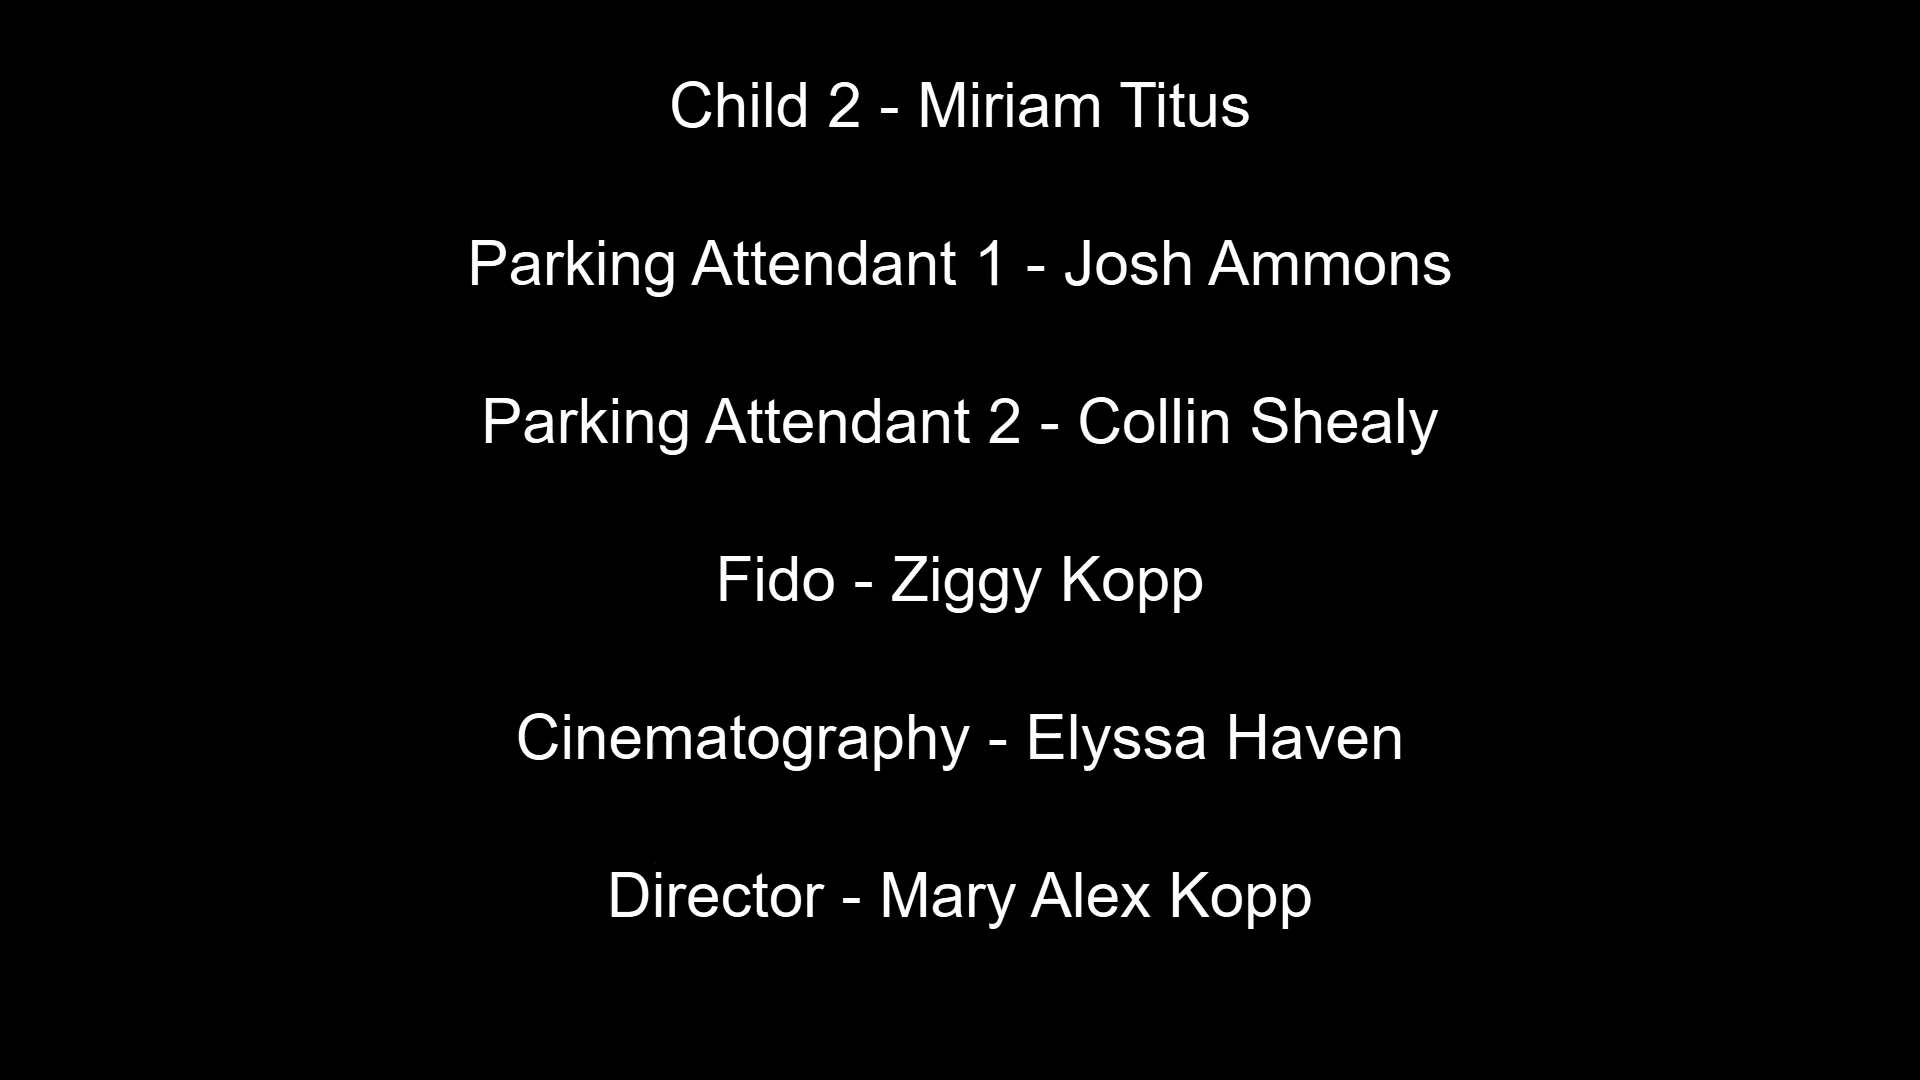 Child 2 - Miriam Titus
Parking Attendant 1 - Josh Ammons
Parking Attendant 2 - Collin Shealy
Fido - Ziggy Kopp
Cinematography - Elyssa Haven
Director - Mary Alex Kopp